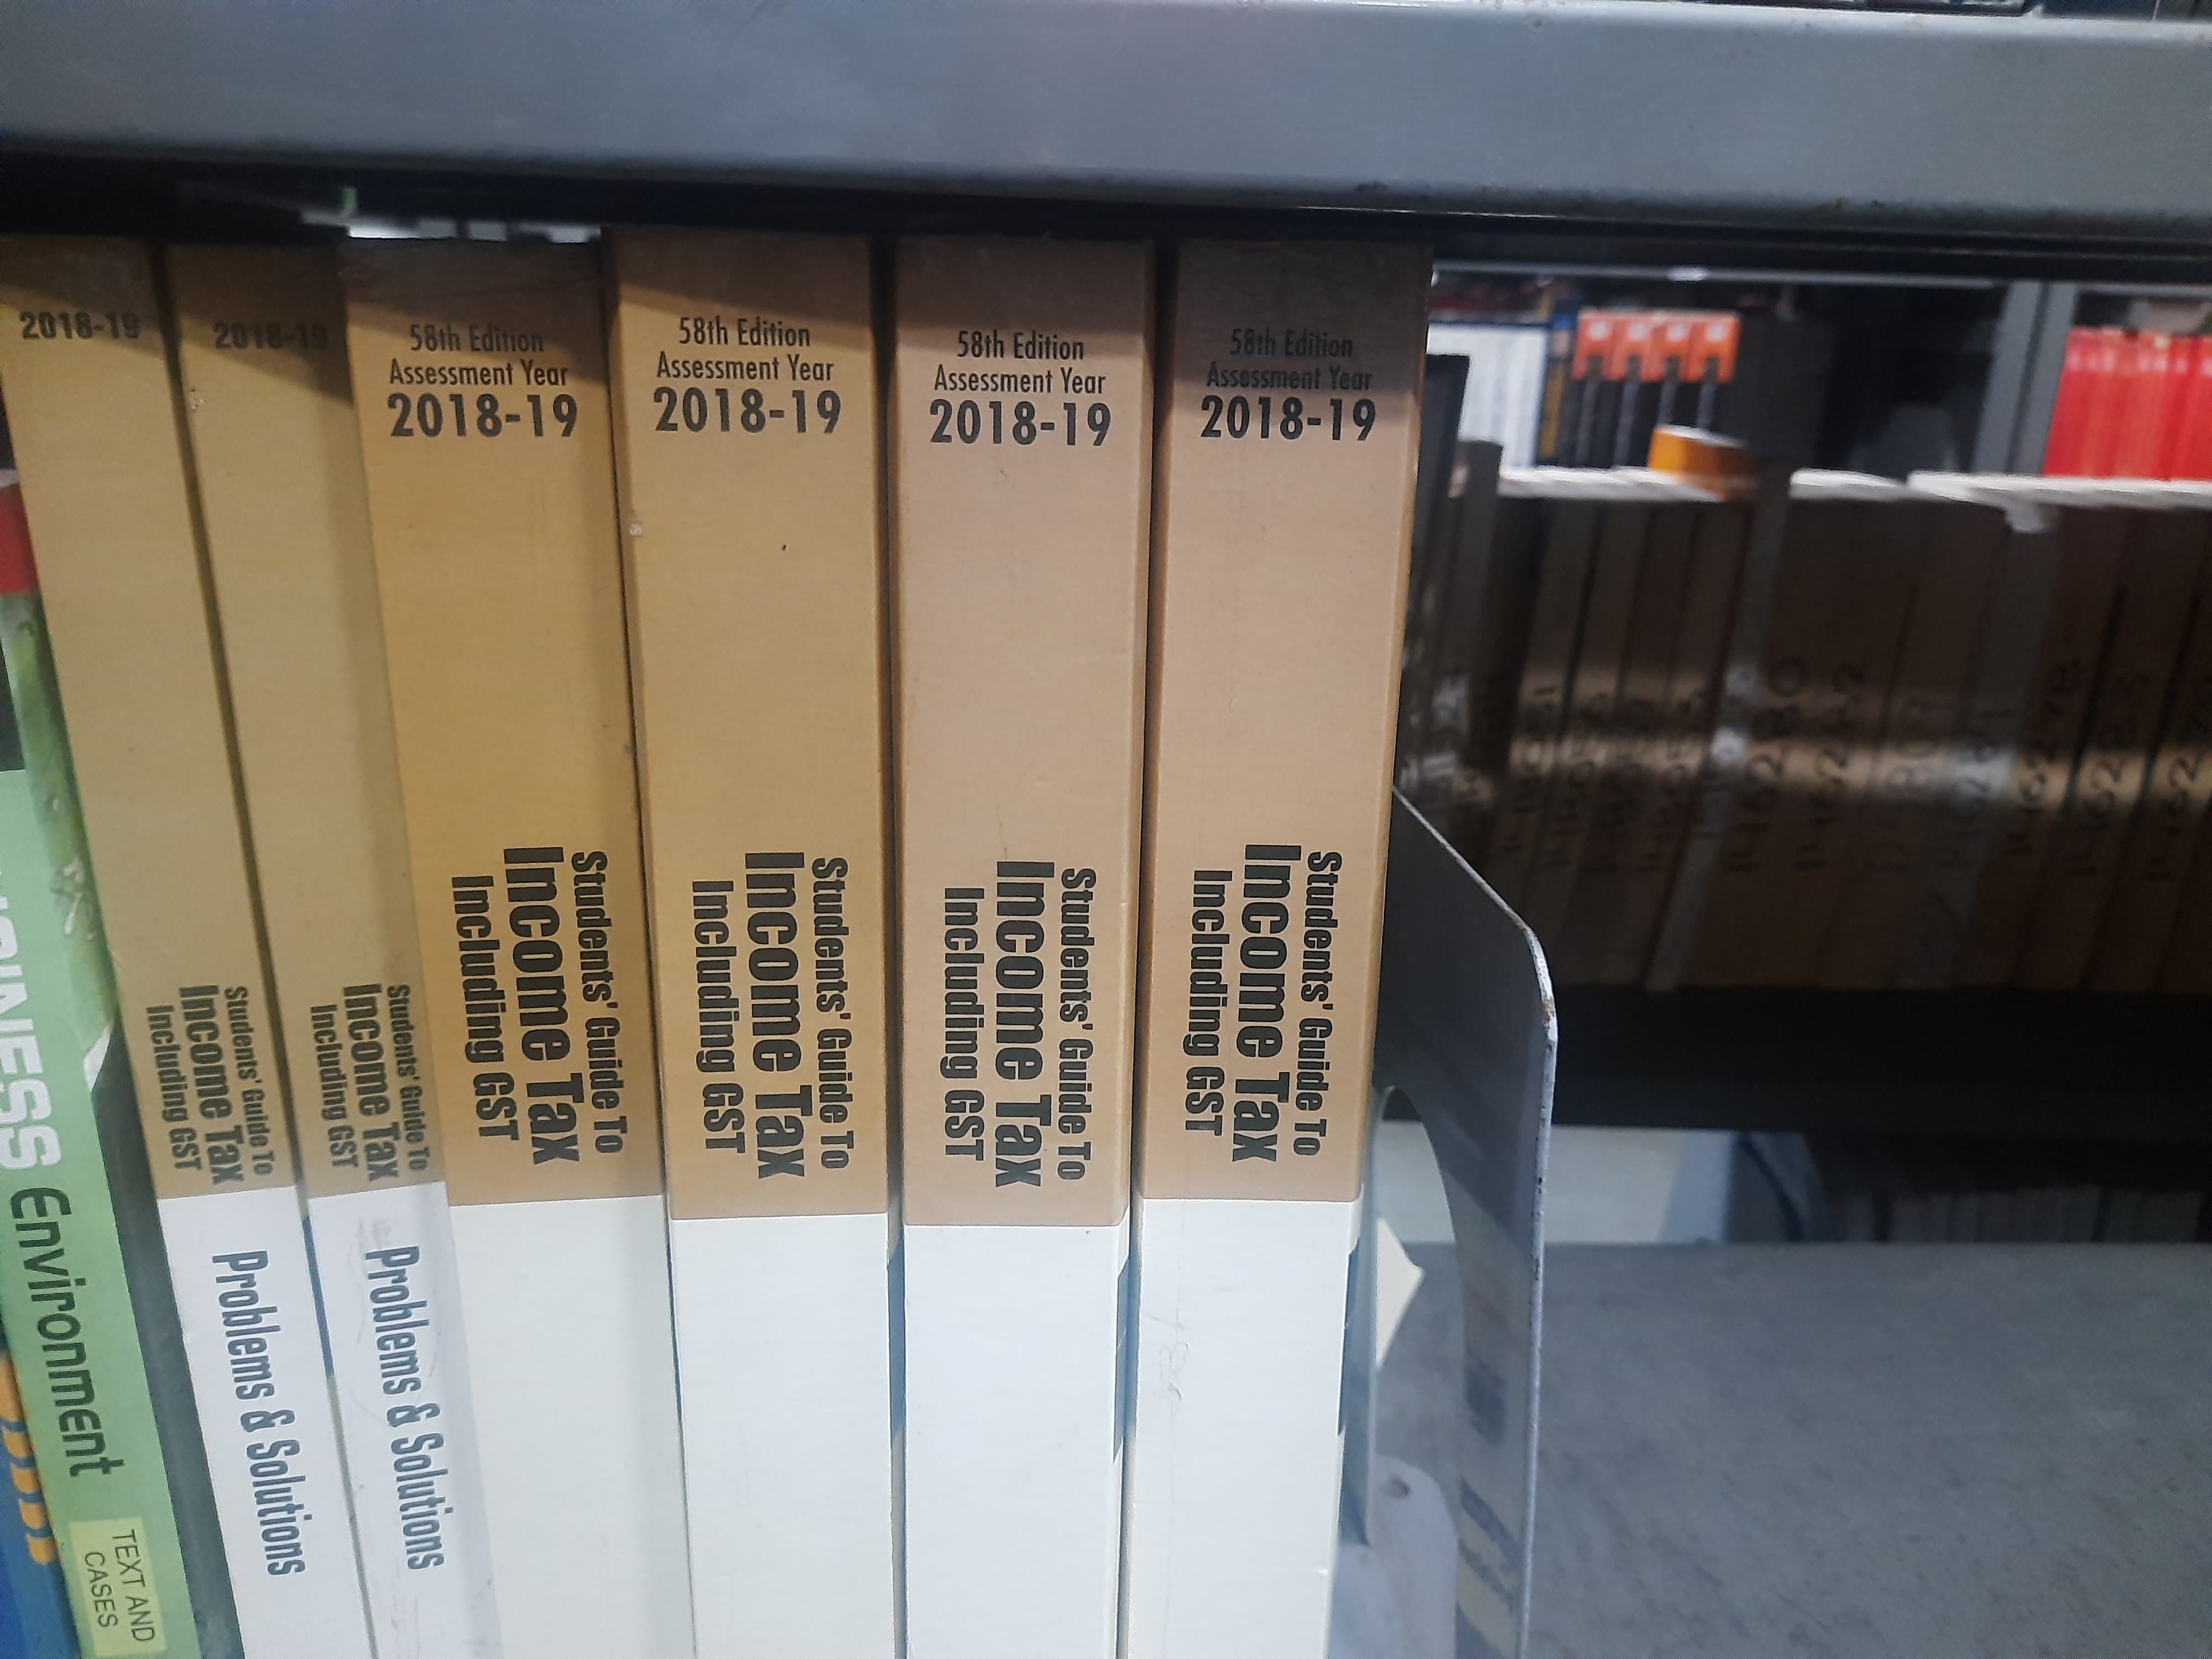 2018-19
Students' Guide To
Income Tax
Including GST
Problems & Solutions
2018-19
Students' Guide To
Income Tax
Including GST
Problems & Solutions
58th Edition
Assessment Year
2018-19
Students' Guide To
Income Tax
Including GST
58th Edition
Assessment Year
2018-19
Students' Guide To
Income Tax
Including GST
58th Edition
Assessment Year
2018-19
Students' Guide To
Income Tax
Including GST
58th Edition
Assessment Year
2018-19
Students' Guide To
Income Tax
Including GST
Environment
TEXT AND
CASES